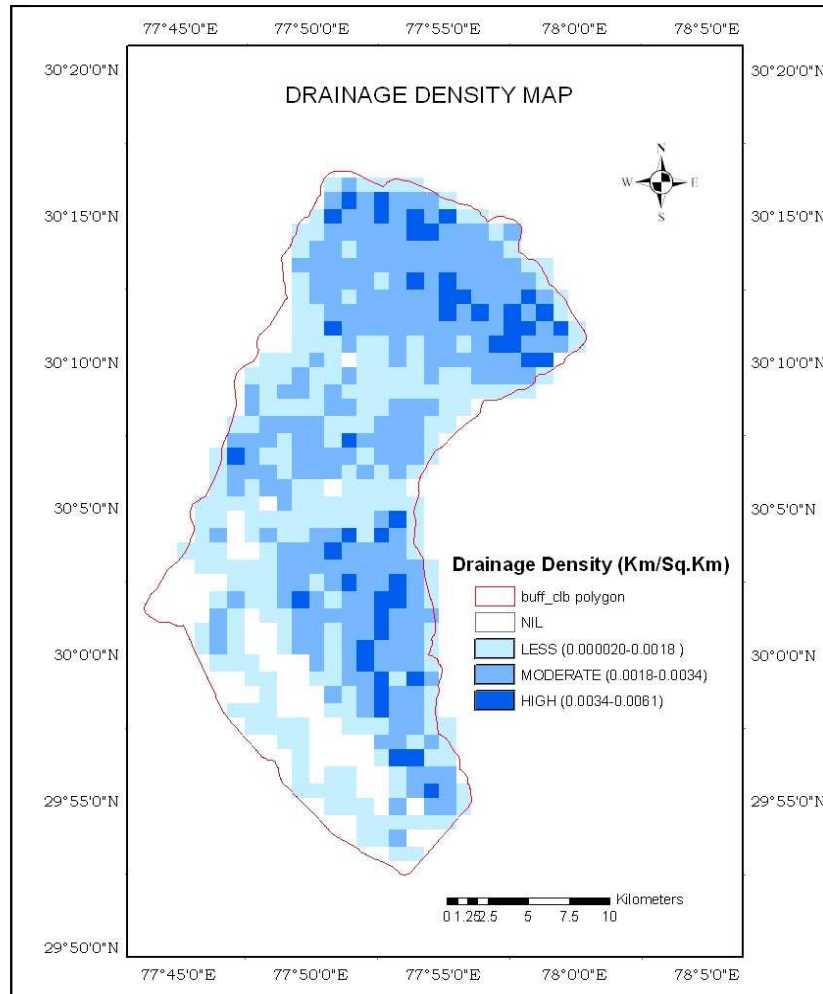 77°45'0"E 77°50'0"E 77°55'0"E 78°0'0"E 78°5'0"E
30°20'0"N 30°20'0"N
DRAINAGE DENSITY MAP
N
W E
S
30°15'0"N 30°15'0"N
30°10'0"N 30°10'0"N
30°5'0"N 30°5'0"N
Drainage Density (Km/Sq.Km)
buff_clb polygon
NIL
LESS (0.000020-0.0018 )
MODERATE (0.0018-0.0034)
HIGH (0.0034-0.0061)
30°0'0"N 30°0'0"N
29°55'0"N 29°55'0"N
Kilometers
0 1.252.5 5 7.5 10
29°50'0"N 29°50'0"N
77°45'0"E 77°50'0"E 77°55'0"E 78°0'0"E 78°5'0"E